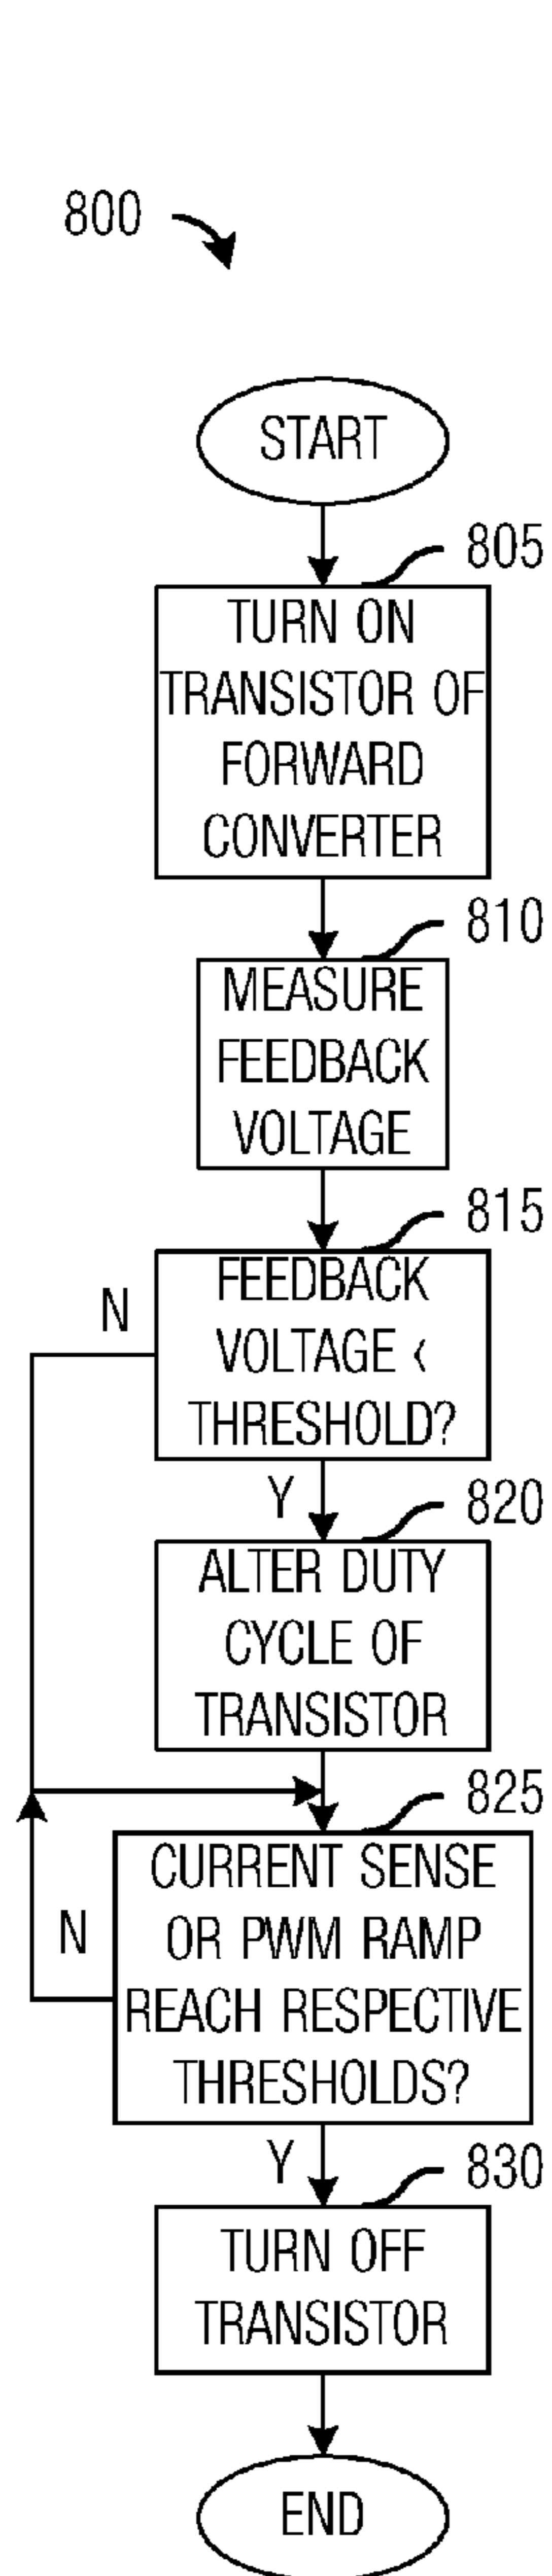 800
START
805
TURN ON
TRANSISTOR OF
FORWARD
CONVERTER
810
MEASURE
FEEDBACK
VOLTAGE
815
FEEDBACK
VOLTAGE <
THRESHOLD?
N
Y
820
ALTER DUTY
CYCLE OF
TRANSISTOR
825
CURRENT SENSE
OR PWM RAMP
REACH RESPECTIVE
THRESHOLDS?
N
Y
830
TURN OFF
TRANSISTOR
END